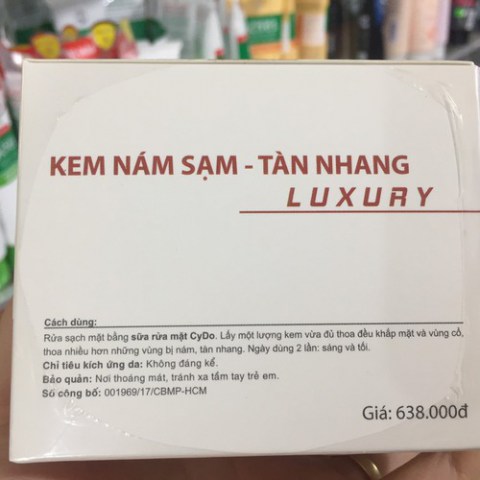 KEM NÁM SẠM - TÀN NHANG
LUXURY
Cách dùng:
Rửa sạch mặt bằng sữa rửa mặt CyDo. Lấy một lượng kem vừa đủ thoa đều khắp mặt và vùng cổ,
thoa nhiều hơn những vùng bị nám, tàn nhang. Ngày dùng 2 lần: sáng và tối.
Chỉ tiêu kích ứng da: Không đáng kể.
Bảo quản: Nơi thoáng mát, tránh xa tầm tay trẻ em.
Số công bố: 001969/17/CBMP-HCM
Giá: 638.000đ